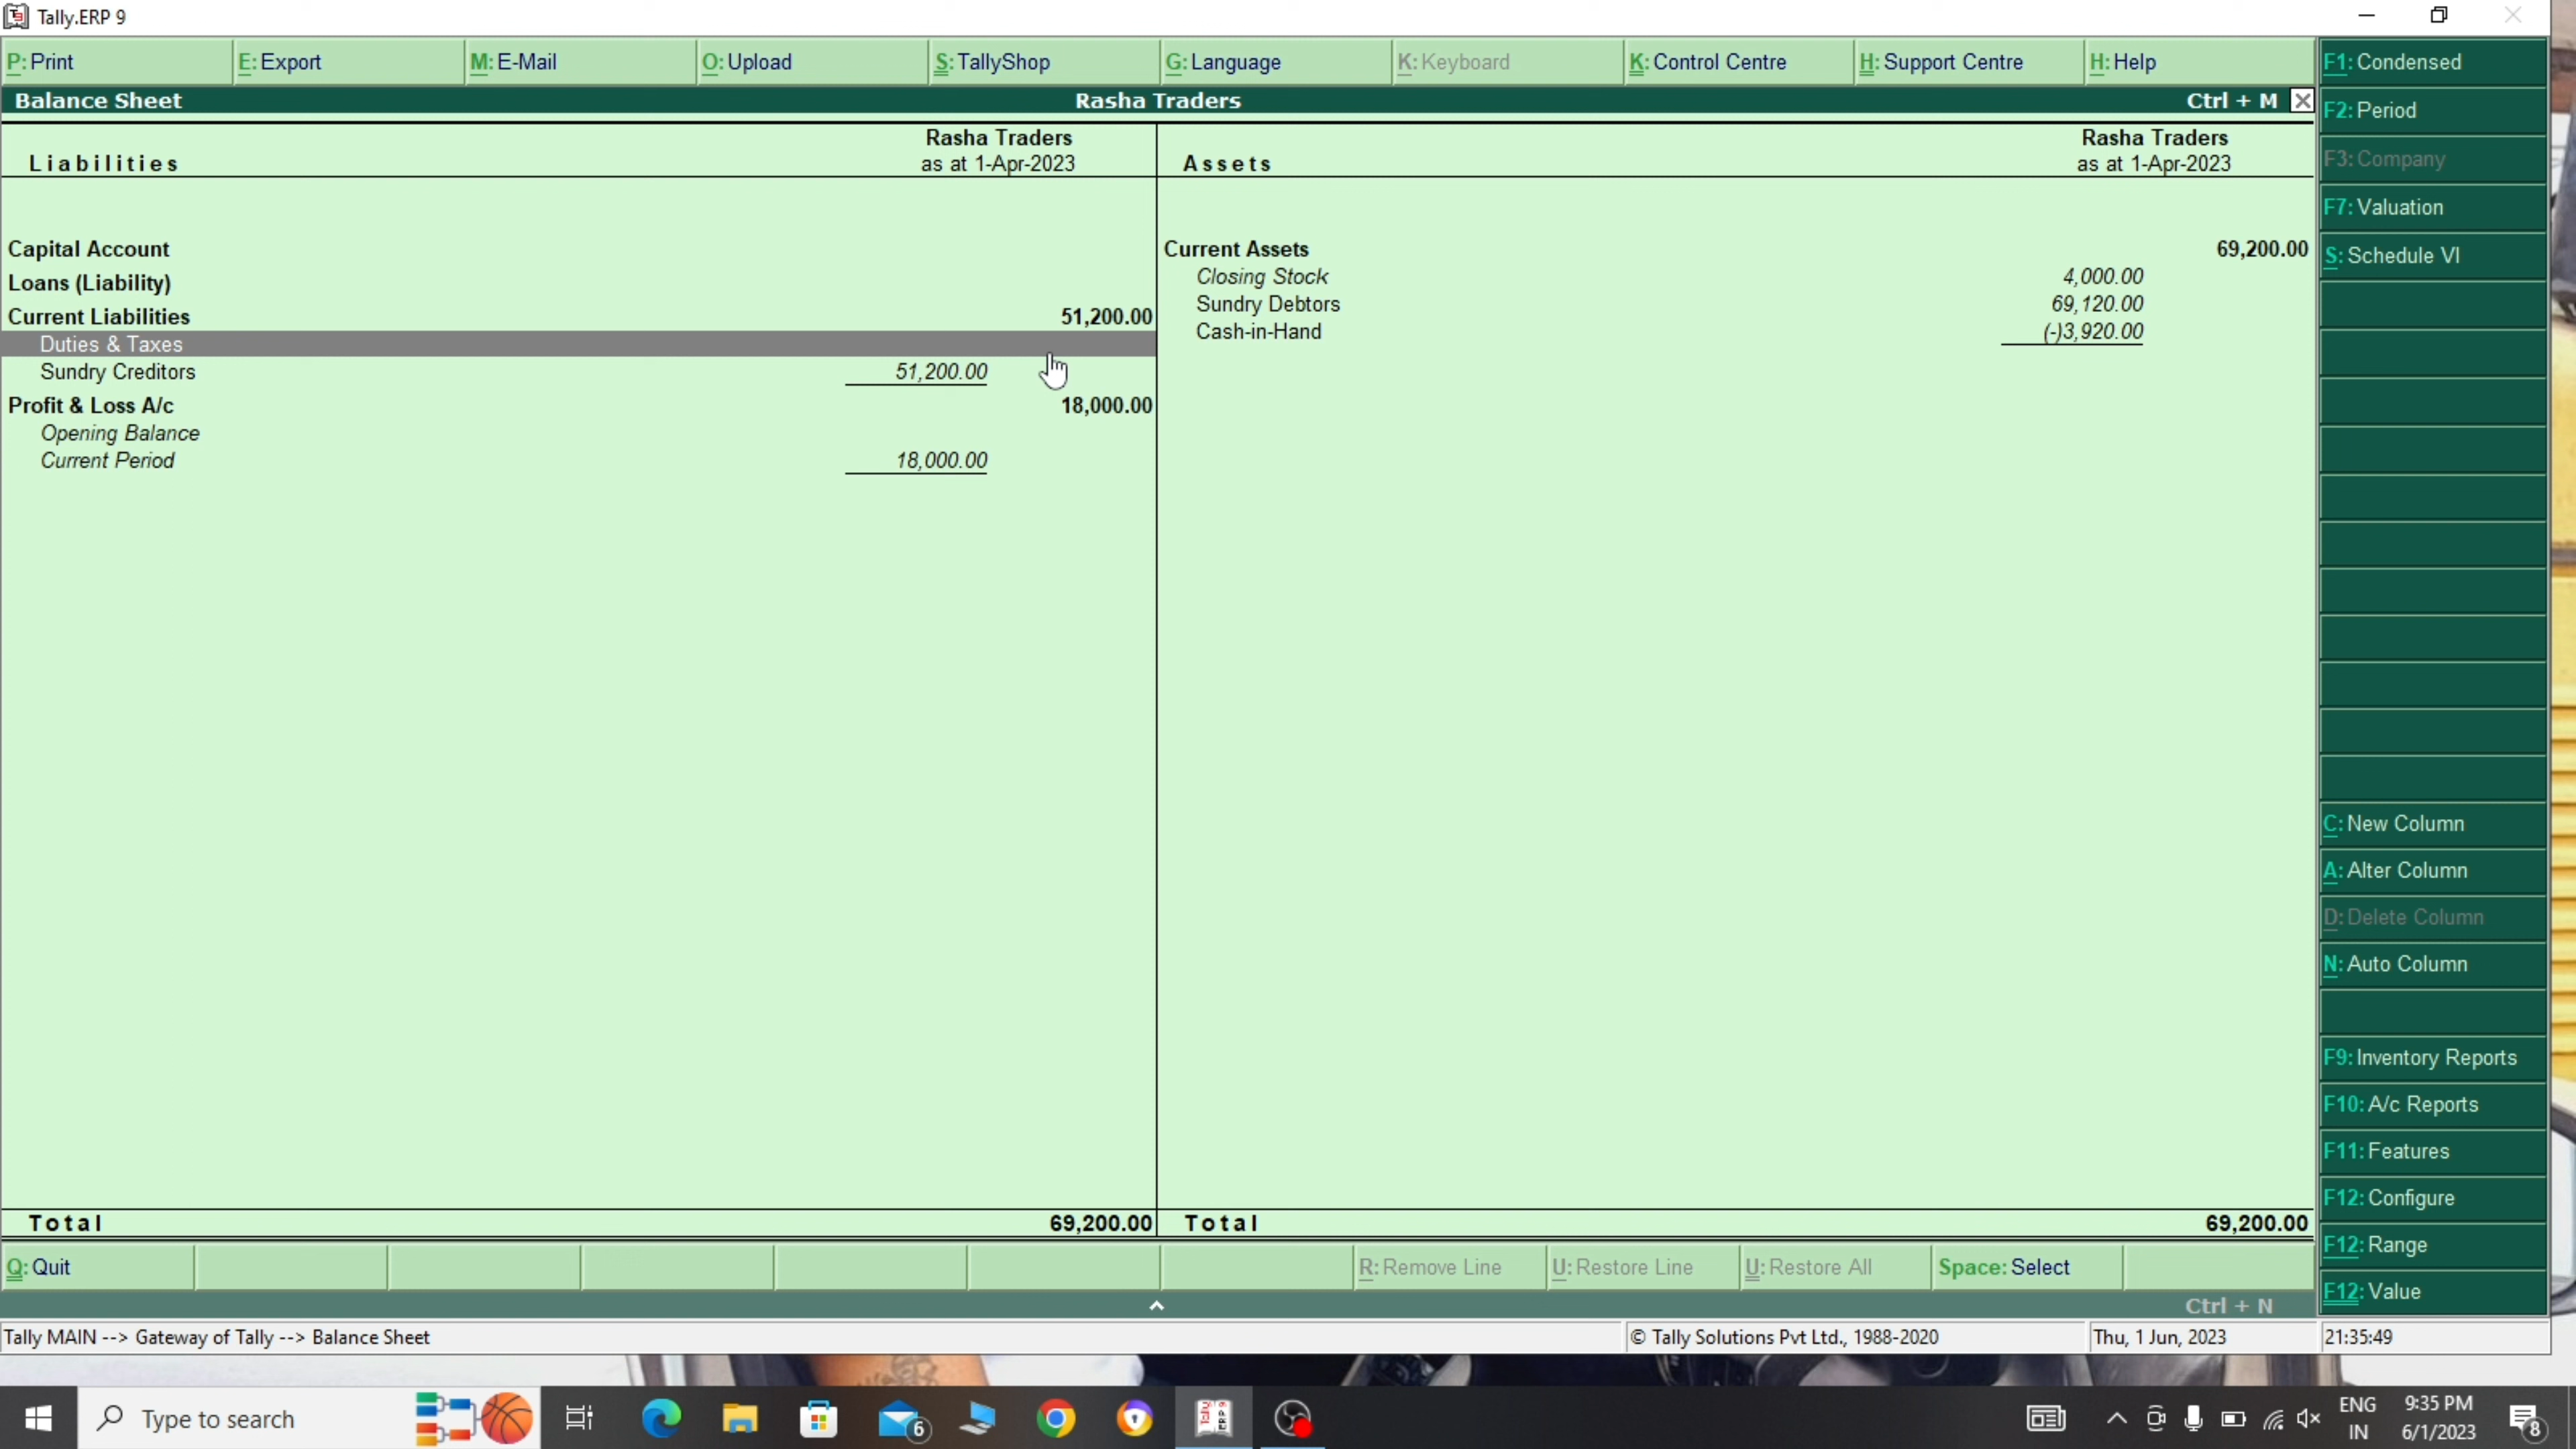 Tally.ERP 9
P: Print E: Export M: E-Mail O: Upload S: TallyShop G: Language K: Keyboard K: Control Centre H: Support Centre H: Help
Balance Sheet Rasha Traders Ctrl + M
Liabilities Rasha Traders as at 1-Apr-2023 Assets Rasha Traders as at 1-Apr-2023
Capital Account Current Assets 69,200.00
Closing Stock 4,000.00
Loans (Liability)
Sundry Debtors 69,120.00
Current Liabilities 51,200.00
Cash-in-Hand (-)3,920.00
Duties & Taxes
Sundry Creditors 51,200.00
Profit & Loss A/c 18,000.00
Opening Balance
Current Period 18,000.00
Total 69,200.00 Total 69,200.00
Q: Quit R: Remove Line U: Restore Line U: Restore All Space: Select
Ctrl + N
Tally MAIN --> Gateway of Tally --> Balance Sheet © Tally Solutions Pvt Ltd., 1988-2020 Thu, 1 Jun, 2023 21:35:49
F1: Condensed
F2: Period
F3: Company
F7: Valuation
S: Schedule VI
C: New Column
A: Alter Column
D: Delete Column
N: Auto Column
F9: Inventory Reports
F10: A/c Reports
F11: Features
F12: Configure
F12: Range
F12: Value
Type to search
6
Tally
ERP 9
ENG
IN
9:35 PM
6/1/2023
8